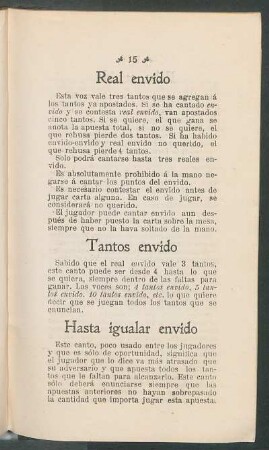 15
Real envido
Esta voz vale tres tantos que se agregan á
los tantos ya apostados. Si se ha cantado en-
vido y se contesta real envido, van apostados
cinco tantos. Si se quiere, el que gana se
anota la apuesta total, si no se quiere, el
que rehusa pierde dos tantos. Si ha habido
envido-envido y real envido no querido, el
que rehusa pierde 4 tantos.
Solo podrá cantarse hasta tres reales en-
vido.
Es absolutamente prohibido á la mano ne-
garse á cantar los puntos del envido.
Es necesario contestar el envido antes de
jugar carta alguna. En caso de jugar, se
considerará no querido.
El jugador puede cantar envido aun des-
pués de haber puesto la carta sobre la mesa,
siempre que no la haya soltado de la mano.
Tantos envido
Sabido que el real envido vale 3 tantos,
este canto puede ser desde 4 hasta lo que
se quiera, siempre dentro de las faltas para
ganar. Las voces son: 4 tantos envido, 5 tan-
tos envido. 10 tantos envido, etc. lo que quiere
decir que se juegan todos los tantos que se
enuncian.
Hasta igualar envido
Este canto, poco usado entre los jugadores
y que es sólo de oportunidad, significa que
el jugador que lo dice va más atrasado que
su adversario y que apuesta todos los tan-
tos que le faltan para alcanzarlo. Este canto
sólo deberá enunciarse siempre que las
apuestas anteriores no hayan sobrepasado
la cantidad que importa jugar esta apuesta.